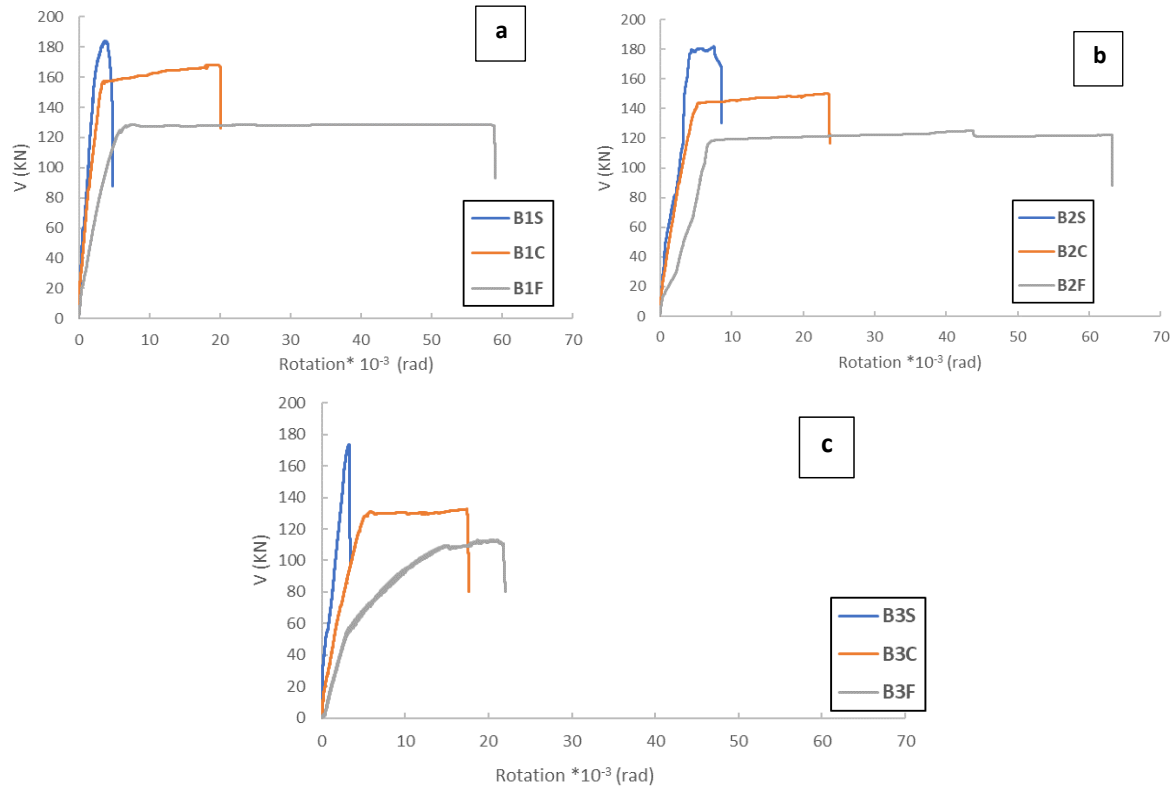 a
V (KN)
200
180
160
140
120
100
80
60
40
20
0
B1S
B1C
B1F
0 10 20 30 40 50 60 70
Rotation* 10⁻³ (rad)
b
V (KN)
200
180
160
140
120
100
80
60
40
20
0
B2S
B2C
B2F
0 10 20 30 40 50 60 70
Rotation *10⁻³ (rad)
c
V (KN)
200
180
160
140
120
100
80
60
40
20
0
B3S
B3C
B3F
0 10 20 30 40 50 60 70
Rotation *10⁻³ (rad)